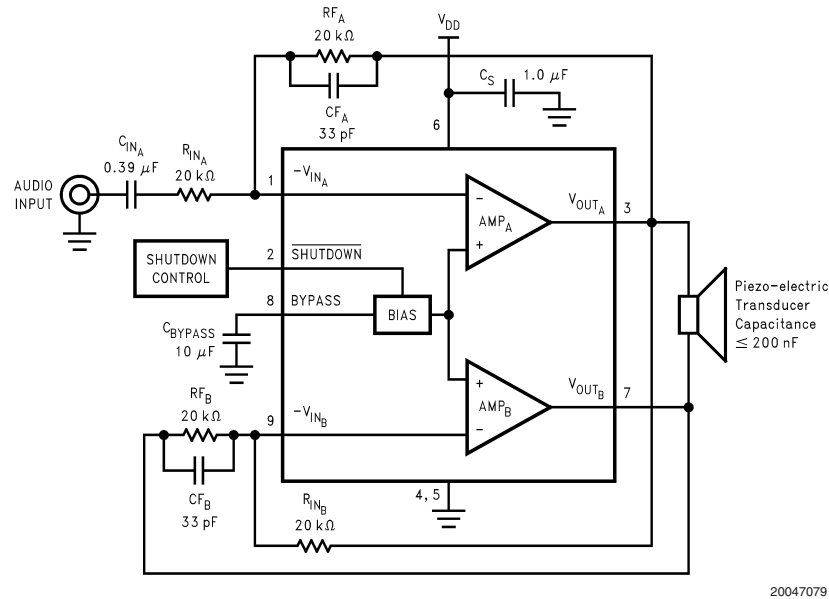 RF_A
20 kΩ
CF_A
33 pF
V_DD
C_S 1.0 μF
6
C_IN_A
0.39 μF
R_IN_A
20 kΩ
AUDIO
INPUT
1
-V_IN_A
-
AMP_A
+
V_OUT_A
3
SHUTDOWN
CONTROL
2
SHUTDOWN
8
BYPASS
BIAS
C_BYPASS
10 μF
Piezo-electric
Transducer
Capacitance
≤ 200 nF
RF_B
20 kΩ
CF_B
33 pF
9
-V_IN_B
+
AMP_B
-
V_OUT_B
7
4, 5
R_IN_B
20 kΩ
20047079